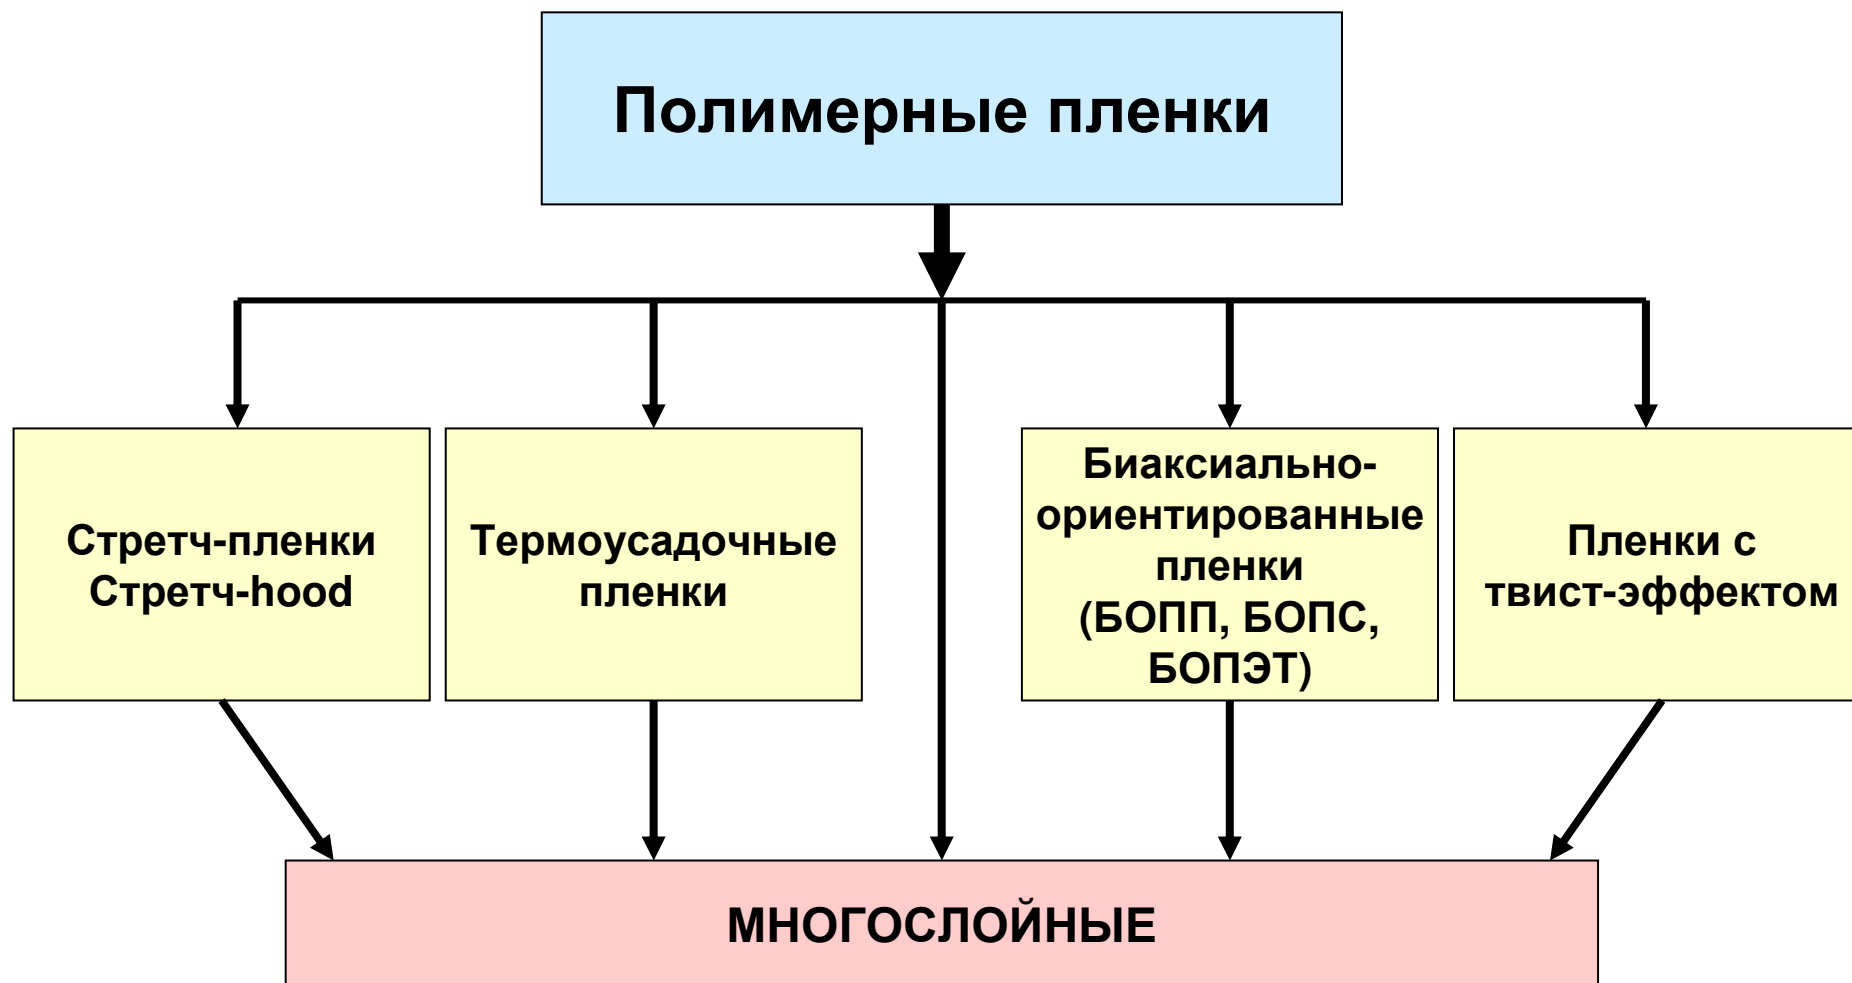 Полимерные пленки
Стретч-пленки
Стретч-hood
Термоусадочные
пленки
Биаксиально-
ориентированные
пленки
(БОПП, БОПС,
БОПЭТ)
Пленки с
твист-эффектом
МНОГОСЛОЙНЫЕ